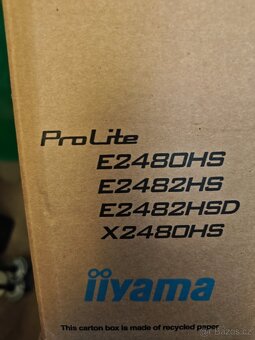 ProLite
E2480HS
E2482HS
E2482HSD
X2480HS
iiyama
This carton box is made of recycled paper